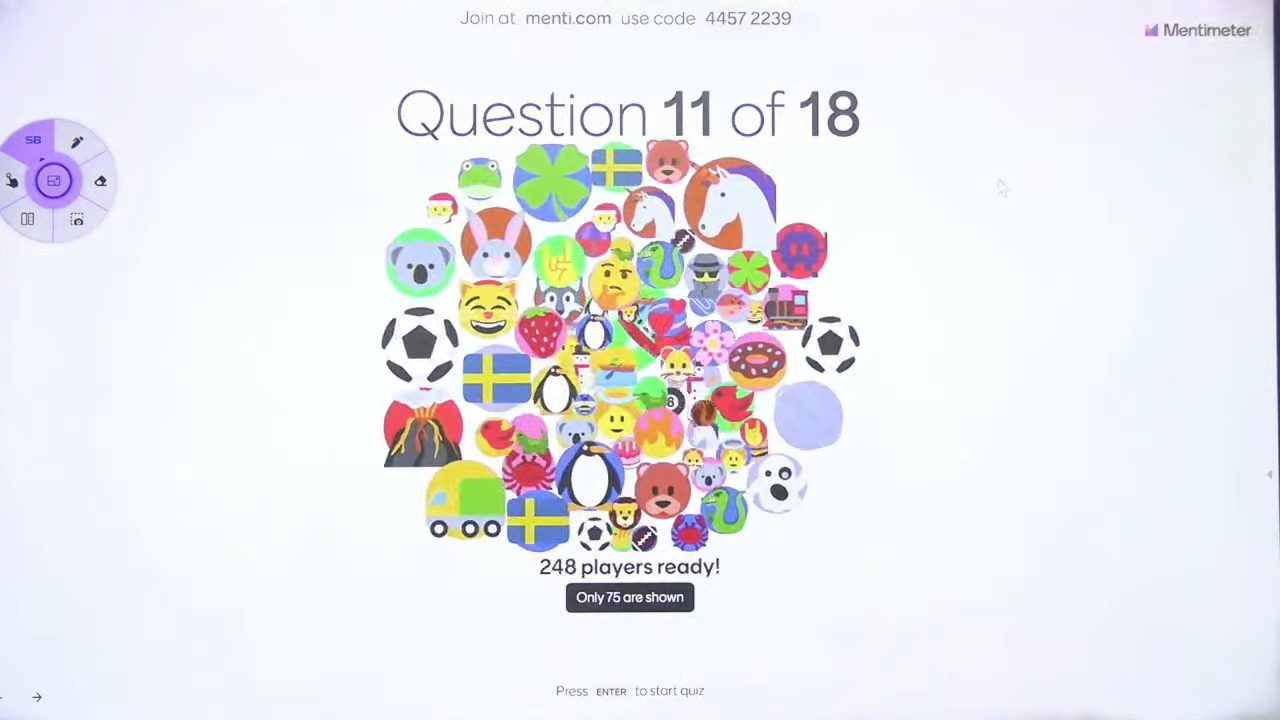 Join at menti.com use code 4457 2239
Mentimeter
Question 11 of 18
SB
8
248 players ready!
Only 75 are shown
Press ENTER to start quiz